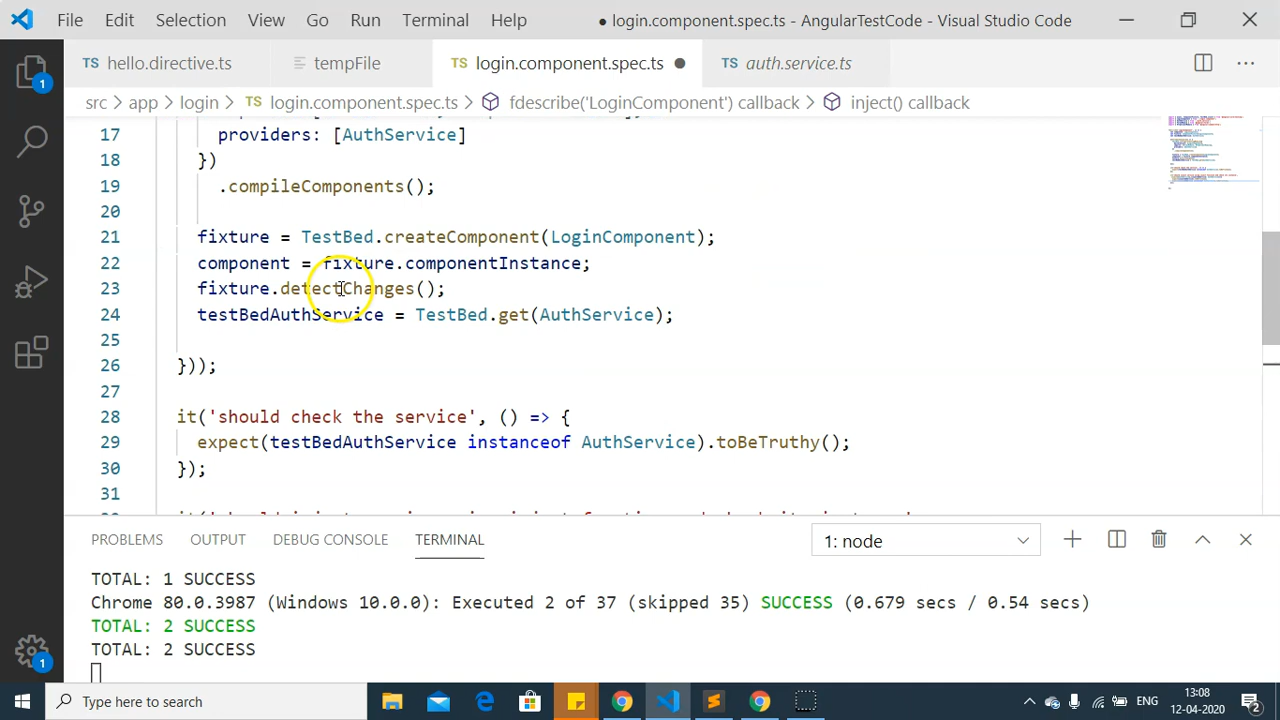 File Edit Selection View Go Run Terminal Help ● login.component.spec.ts - AngularTestCode - Visual Studio Code
TS hello.directive.ts tempFile TS login.component.spec.ts ● TS auth.service.ts ...
src > app > login > TS login.component.spec.ts > fdescribe('LoginComponent') callback > inject() callback
17 providers: [AuthService]
18 })
19 .compileComponents();
20
21 fixture = TestBed.createComponent(LoginComponent);
22 component = fixture.componentInstance;
23 fixture.detectChanges();
24 testBedAuthService = TestBed.get(AuthService);
25
26 }));
27
28 it('should check the service', () => {
29 expect(testBedAuthService instanceof AuthService).toBeTruthy();
30 });
31
PROBLEMS OUTPUT DEBUG CONSOLE TERMINAL 1: node
TOTAL: 1 SUCCESS
Chrome 80.0.3987 (Windows 10.0.0): Executed 2 of 37 (skipped 35) SUCCESS (0.679 secs / 0.54 secs)
TOTAL: 2 SUCCESS
TOTAL: 2 SUCCESS
1
1
Type here to search
ENG
13:08
12-04-2020
2